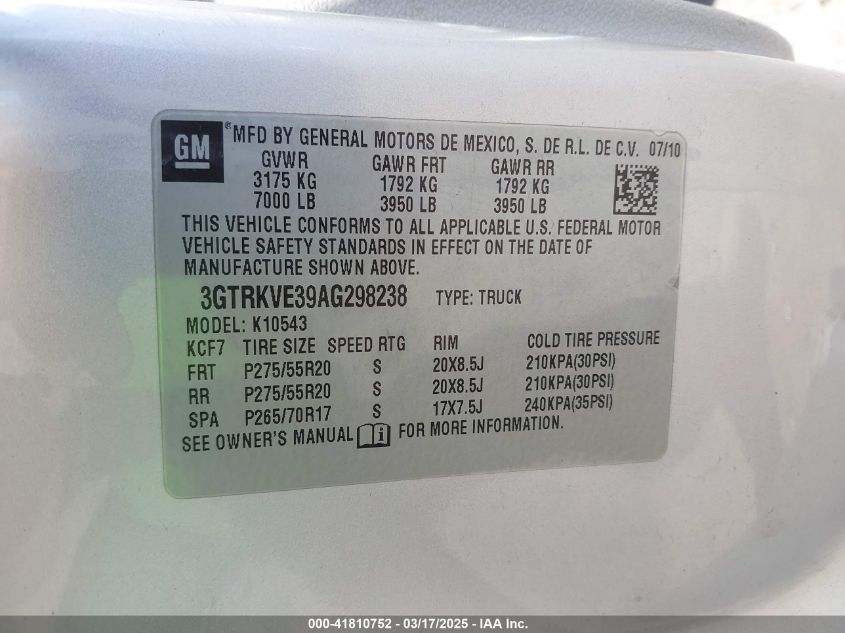 GM ® MFD BY GENERAL MOTORS DE MEXICO, S. DE R.L. DE C.V. 07/10
GVWR GAWR FRT GAWR RR
3175 KG 1792 KG 1792 KG
7000 LB 3950 LB 3950 LB
THIS VEHICLE CONFORMS TO ALL APPLICABLE U.S. FEDERAL MOTOR
VEHICLE SAFETY STANDARDS IN EFFECT ON THE DATE OF
MANUFACTURE SHOWN ABOVE.
3GTRKVE39AG298238 TYPE: TRUCK
MODEL: K10543
KCF7 TIRE SIZE SPEED RTG RIM COLD TIRE PRESSURE
FRT P275/55R20 S 20X8.5J 210KPA(30PSI)
RR P275/55R20 S 20X8.5J 210KPA(30PSI)
SPA P265/70R17 S 17X7.5J 240KPA(35PSI)
SEE OWNER'S MANUAL i FOR MORE INFORMATION.
000-41810752 — 03/17/2025 — IAA Inc.